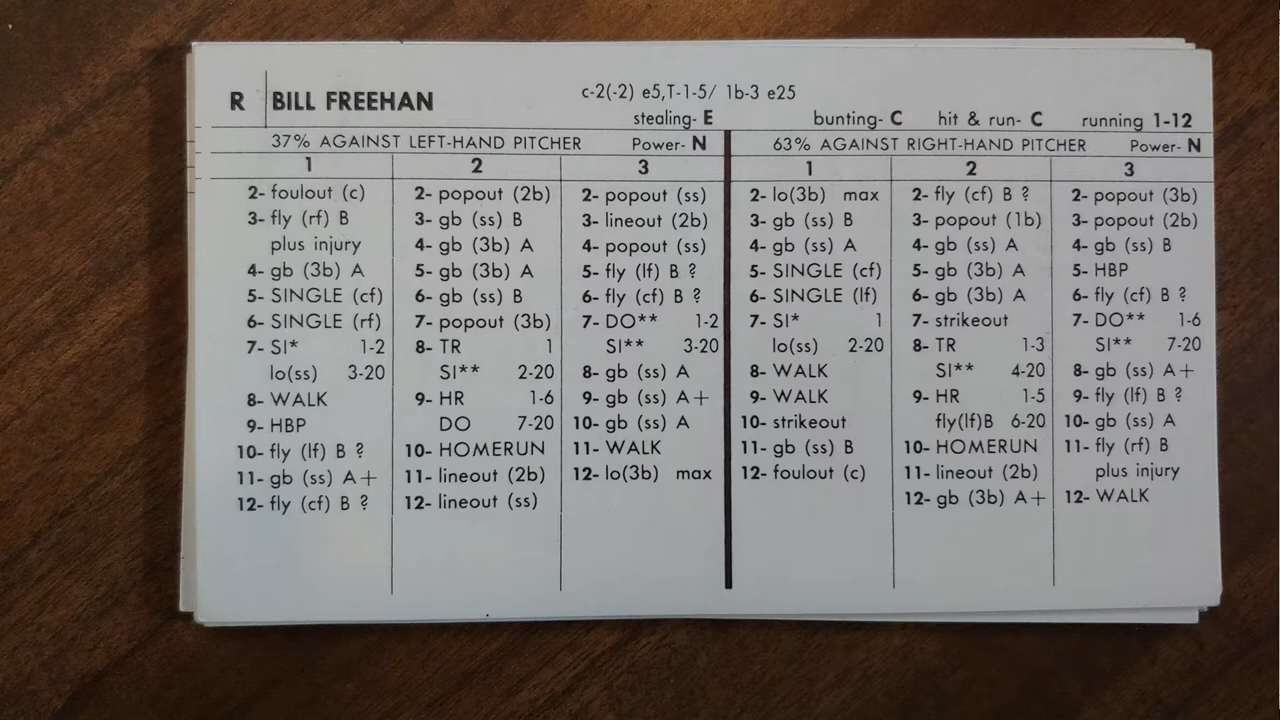 R BILL FREEHAN c-2(-2) e5,T-1-5/ 1b-3 e25
stealing- E bunting- C hit & run- C running 1-12
37% AGAINST LEFT-HAND PITCHER Power- N
1 2 3
2- foulout (c)
3- fly (rf) B
plus injury
4- gb (3b) A
5- SINGLE (cf)
6- SINGLE (rf)
7- SI* 1-2
lo(ss) 3-20
8- WALK
9- HBP
10- fly (lf) B ?
11- gb (ss) A+
12- fly (cf) B ?
2- popout (2b)
3- gb (ss) B
4- gb (3b) A
5- gb (3b) A
6- gb (ss) B
7- popout (3b)
8- TR 1
SI** 2-20
9- HR 1-6
DO 7-20
10- HOMERUN
11- lineout (2b)
12- lineout (ss)
2- popout (ss)
3- lineout (2b)
4- popout (ss)
5- fly (lf) B ?
6- fly (cf) B ?
7- DO** 1-2
SI** 3-20
8- gb (ss) A
9- gb (ss) A+
10- gb (ss) A
11- WALK
12- lo(3b) max
63% AGAINST RIGHT-HAND PITCHER Power- N
1 2 3
2- lo(3b) max
3- gb (ss) B
4- gb (ss) A
5- SINGLE (cf)
6- SINGLE (lf)
7- SI* 1
lo(ss) 2-20
8- WALK
9- WALK
10- strikeout
11- gb (ss) B
12- foulout (c)
2- fly (cf) B ?
3- popout (1b)
4- gb (ss) A
5- gb (3b) A
6- gb (3b) A
7- strikeout
8- TR 1-3
SI** 4-20
9- HR 1-5
fly(lf)B 6-20
10- HOMERUN
11- lineout (2b)
12- gb (3b) A+
2- popout (3b)
3- popout (2b)
4- gb (ss) B
5- HBP
6- fly (cf) B ?
7- DO** 1-6
SI** 7-20
8- gb (ss) A+
9- fly (lf) B ?
10- gb (ss) A
11- fly (rf) B
plus injury
12- WALK